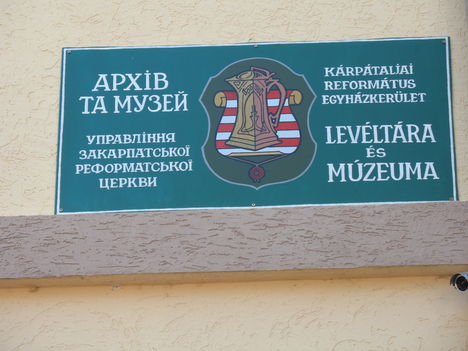 АРХІВ
ТА МУЗЕЙ
УПРАВЛІННЯ
ЗАКАРПАТСЬКОЇ
РЕФОРМАТСЬКОЇ
ЦЕРКВИ
KÁRPÁTALJAI
REFORMÁTUS
EGYHÁZKERÜLET
LEVÉLTÁRA
ÉS
MÚZEUMA